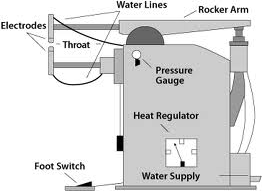 Water Lines
Rocker Arm
Electrodes
Throat
Pressure
Gauge
Heat Regulator
Foot Switch
Water Supply